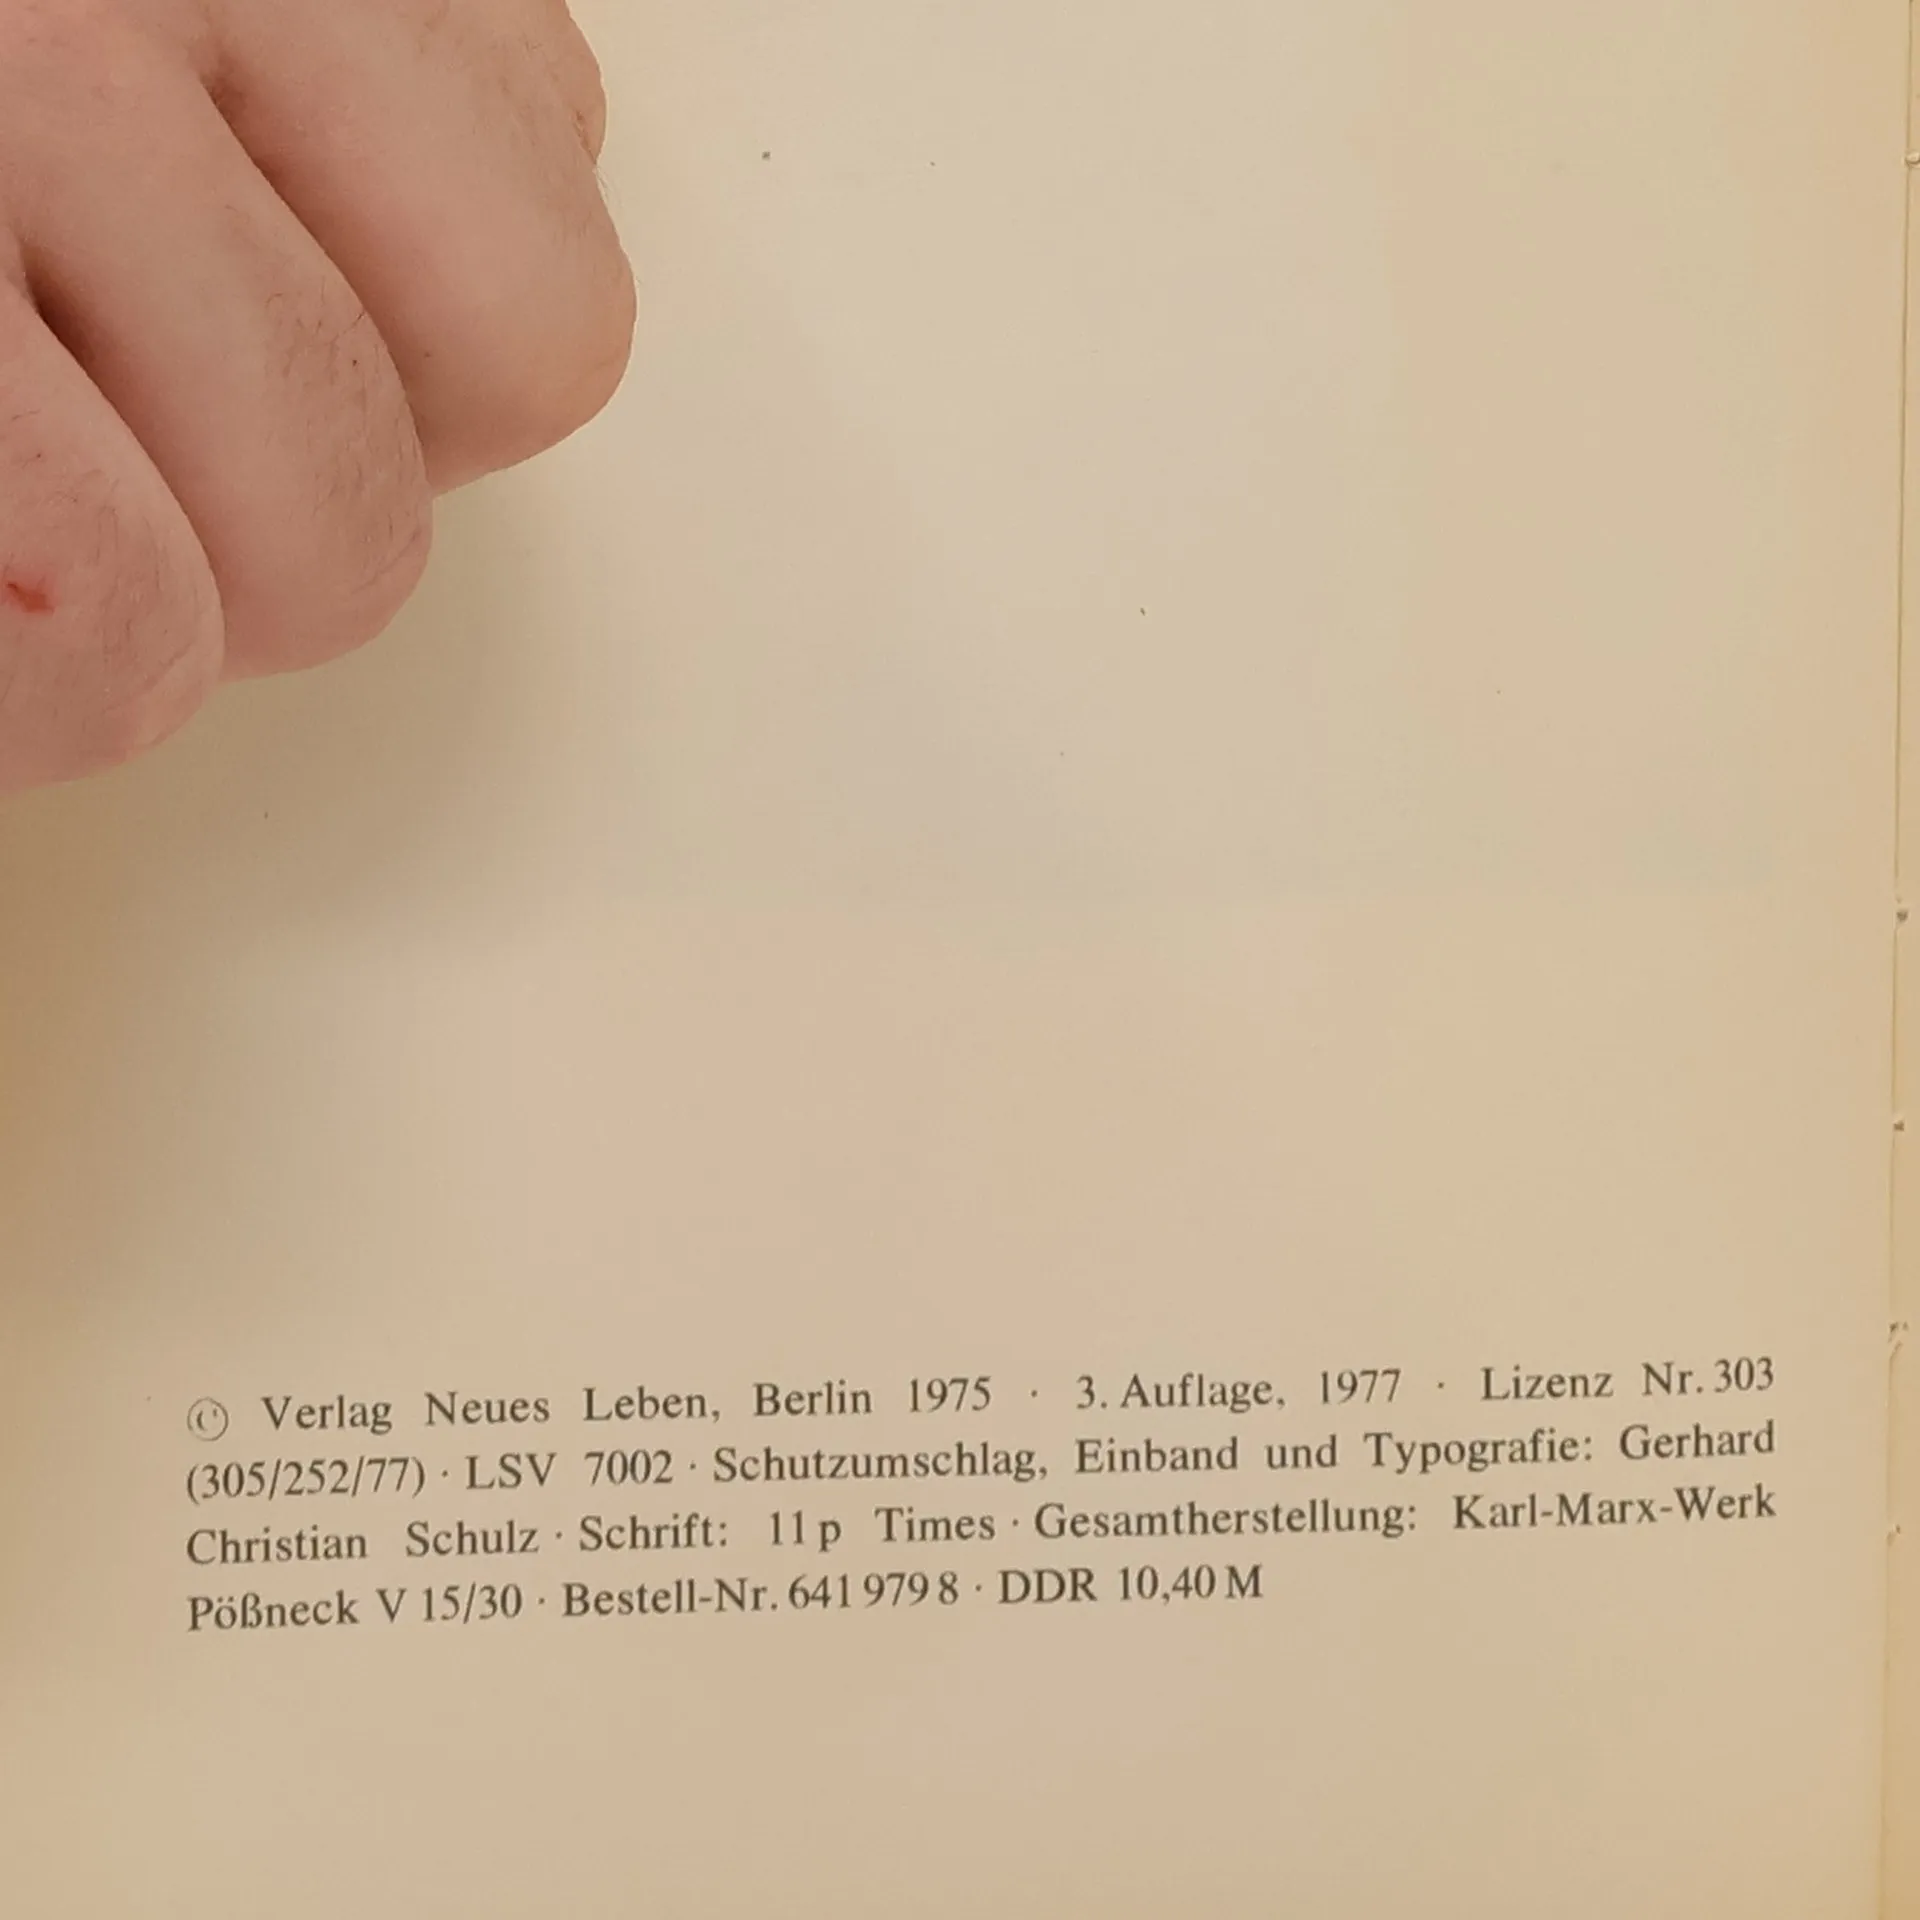 © Verlag Neues Leben, Berlin 1975 · 3. Auflage, 1977 · Lizenz Nr. 303
(305/252/77) · LSV 7002 · Schutzumschlag, Einband und Typografie: Gerhard
Christian Schulz · Schrift: 11 p Times · Gesamtherstellung: Karl-Marx-Werk
Pößneck V 15/30 · Bestell-Nr. 641 979 8 · DDR 10,40 M